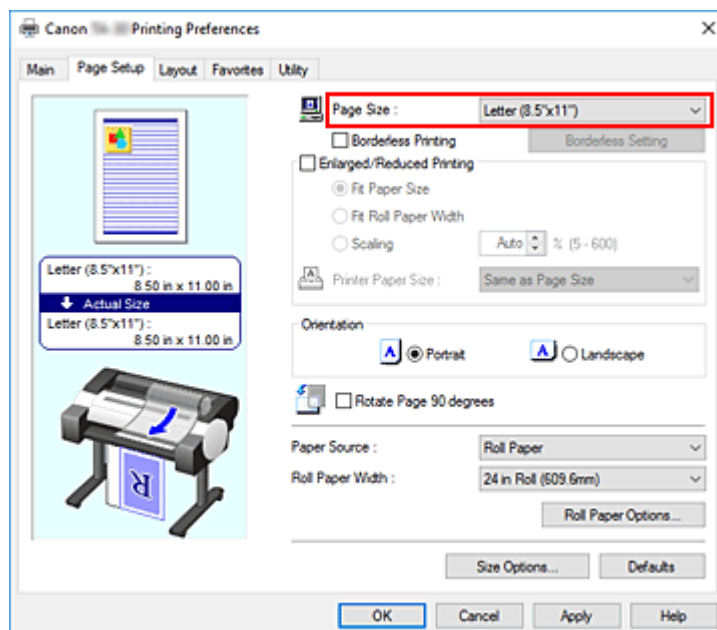 Canon Printing Preferences
Main Page Setup Layout Favorites Utility
Page Size : Letter (8.5"x11")
Borderless Printing Borderless Setting
Enlarged/Reduced Printing
Fit Paper Size
Fit Roll Paper Width
Scaling Auto % (5 - 600)
Printer Paper Size : Same as Page Size
Letter (8.5"x11") :
8.50 in x 11.00 in
Actual Size
Letter (8.5"x11") :
8.50 in x 11.00 in
Orientation
A Portrait A Landscape
Rotate Page 90 degrees
R
Paper Source : Roll Paper
Roll Paper Width : 24 in Roll (609.6mm)
Roll Paper Options...
Size Options... Defaults
OK Cancel Apply Help